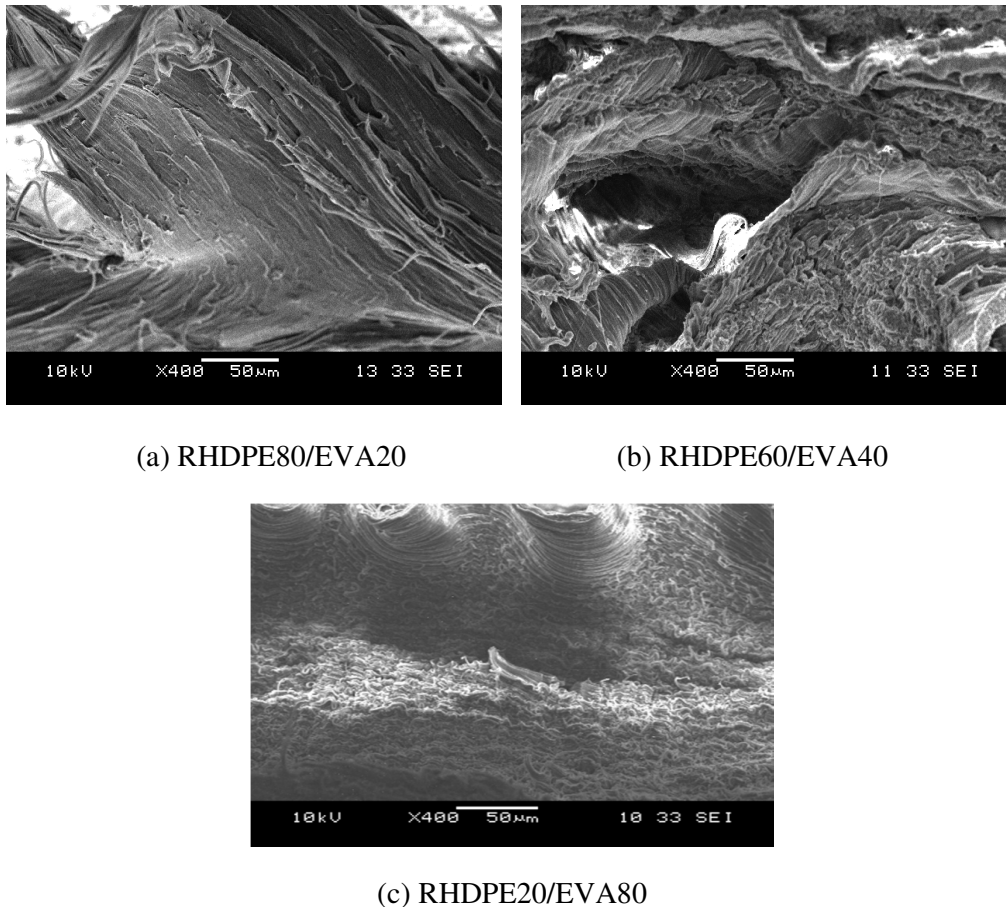 10kV X400 50μm 13 33 SEI
10kV X400 50μm 11 33 SEI
(a) RHDPE80/EVA20
(b) RHDPE60/EVA40
10kV X400 50μm 10 33 SEI
(c) RHDPE20/EVA80